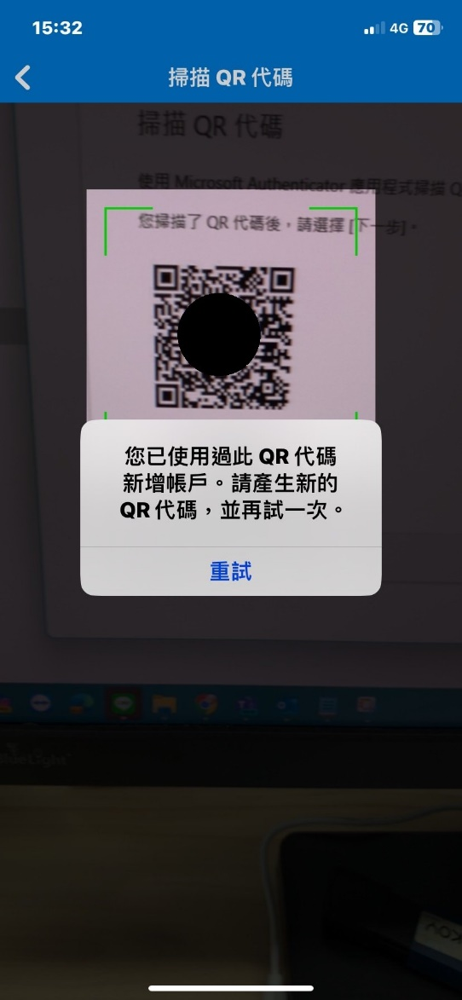 15:32
4G 70
掃描 QR 代碼
掃描 QR 代碼
使用 Microsoft Authenticator 應用程式掃描 Q
您掃描了 QR 代碼後，請選擇 [下一步]。
您已使用過此 QR 代碼
新增帳戶。請產生新的
QR 代碼，並再試一次。
重試